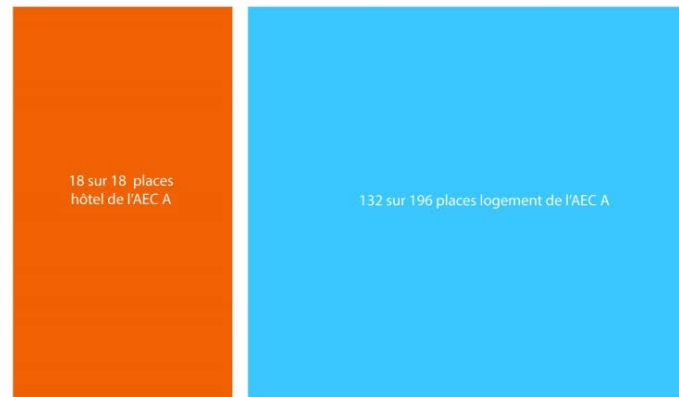 18 sur 18 places
hôtel de l'AEC A
132 sur 196 places logement de l'AEC A